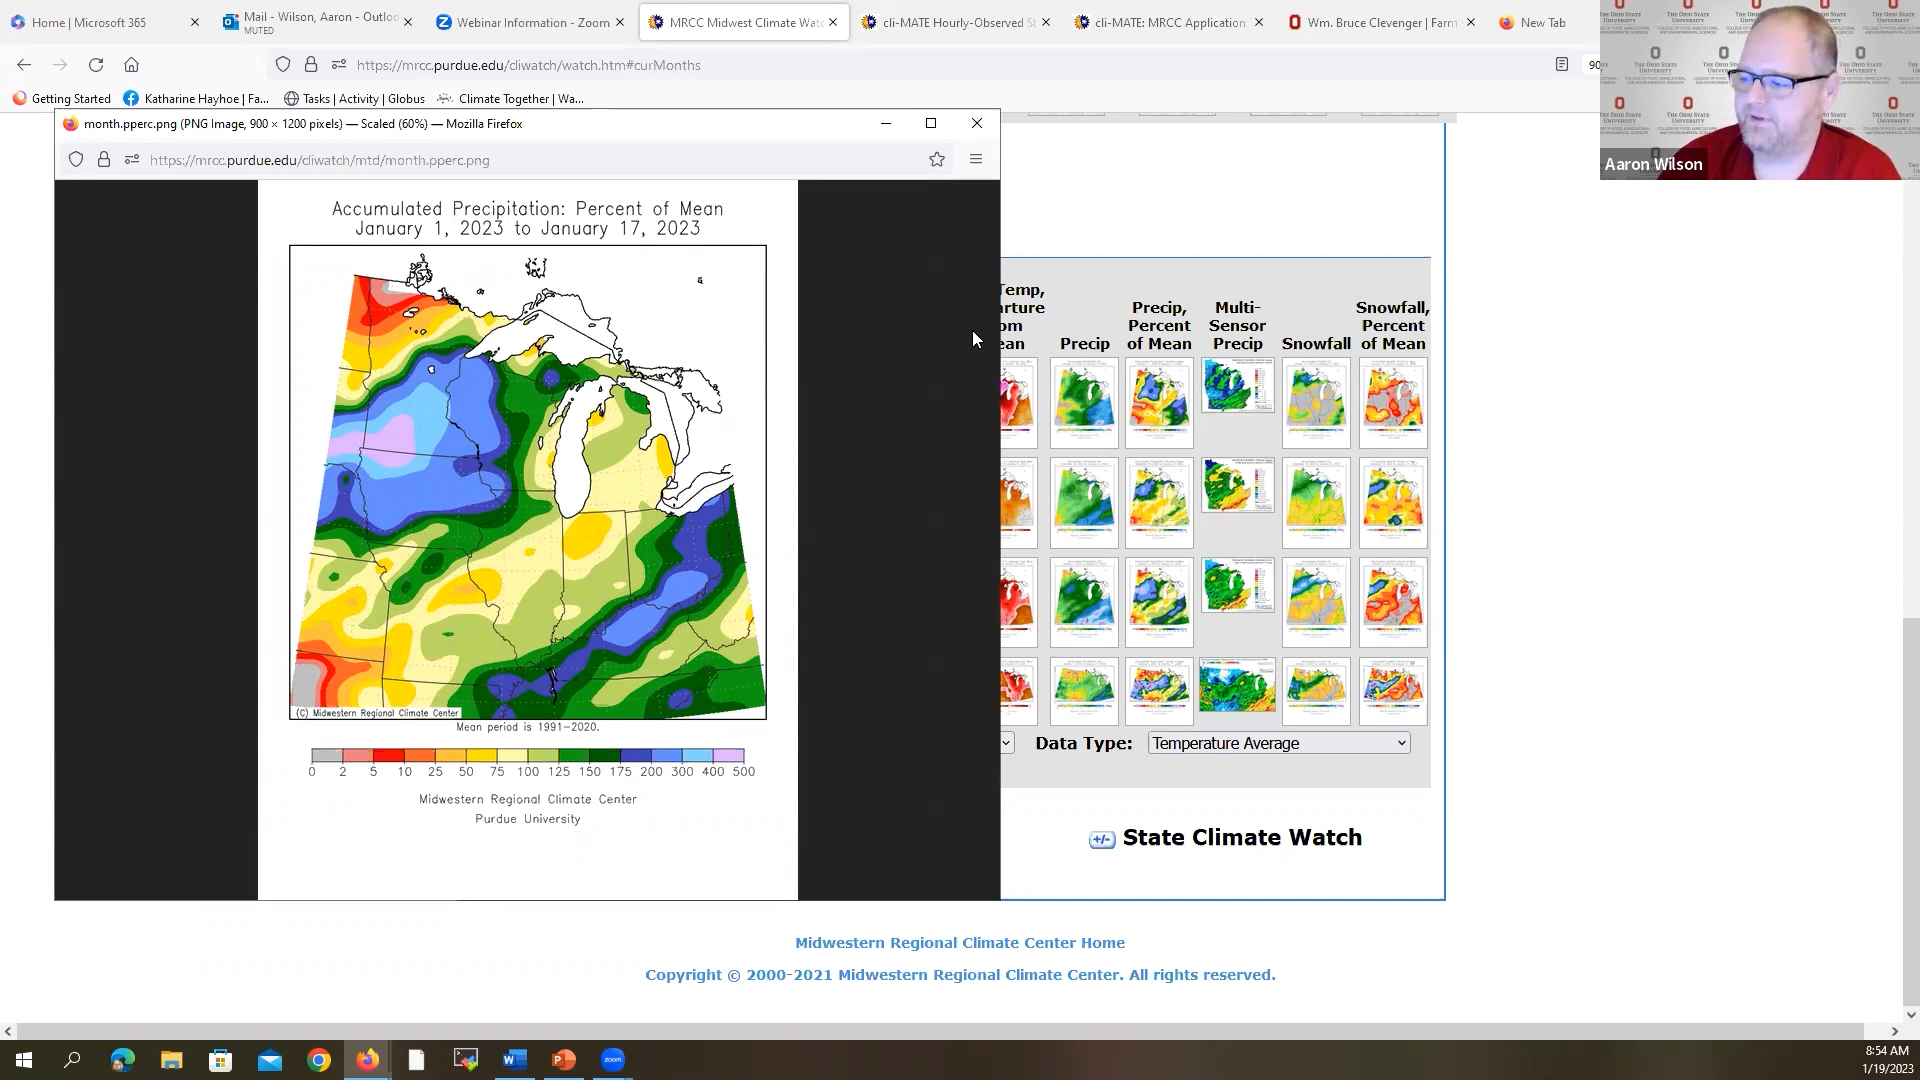 Home | Microsoft 365
Mail - Wilson, Aaron - Outloo
MUTED
Webinar Information - Zoom
MRCC Midwest Climate Wat
cli-MATE Hourly-Observed S
cli-MATE: MRCC Application
Wm. Bruce Clevenger | Farm
New Tab
https://mrcc.purdue.edu/cliwatch/watch.htm#curMonths
90
Getting Started
Katharine Hayhoe | Fa...
Tasks | Activity | Globus
Climate Together | Wa...
month.pperc.png (PNG Image, 900 × 1200 pixels) — Scaled (60%) — Mozilla Firefox
https://mrcc.purdue.edu/cliwatch/mtd/month.pperc.png
THE OHIO STATE
UNIVERSITY
Aaron Wilson
Accumulated Precipitation: Percent of Mean
January 1, 2023 to January 17, 2023
(C) Midwestern Regional Climate Center
Mean period is 1991-2020.
0 2 5 10 25 50 75 100 125 150 175 200 300 400 500
Midwestern Regional Climate Center
Purdue University
Temp,
rture
om
ean
Precip
Precip,
Percent
of Mean
Multi-
Sensor
Precip
Snowfall
Snowfall,
Percent
of Mean
Data Type:
Temperature Average
+/-
State Climate Watch
Midwestern Regional Climate Center Home
Copyright © 2000-2021 Midwestern Regional Climate Center. All rights reserved.
zoom
8:54 AM
1/19/2023